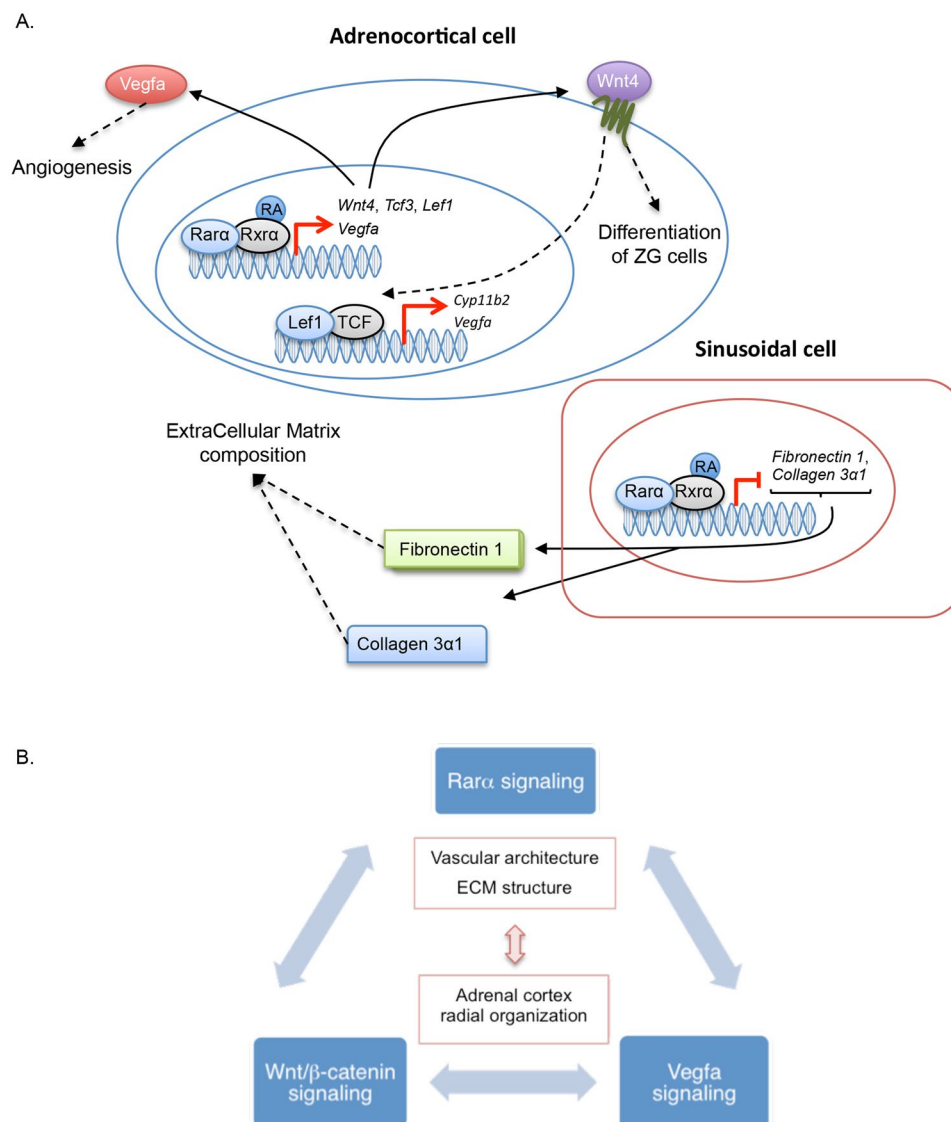 A.
Adrenocortical cell
Vegfa
Wnt4
Angiogenesis
RA
Rarα Rxrα
Wnt4, Tcf3, Lef1
Vegfa
Differentiation
of ZG cells
Lef1 TCF
Cyp11b2
Vegfa
Sinusoidal cell
ExtraCellular Matrix
composition
RA
Rarα Rxrα
Fibronectin 1,
Collagen 3α1
Fibronectin 1
Collagen 3α1
B.
Rarα signaling
Vascular architecture
ECM structure
Adrenal cortex
radial organization
Wnt/β-catenin
signaling
Vegfa
signaling